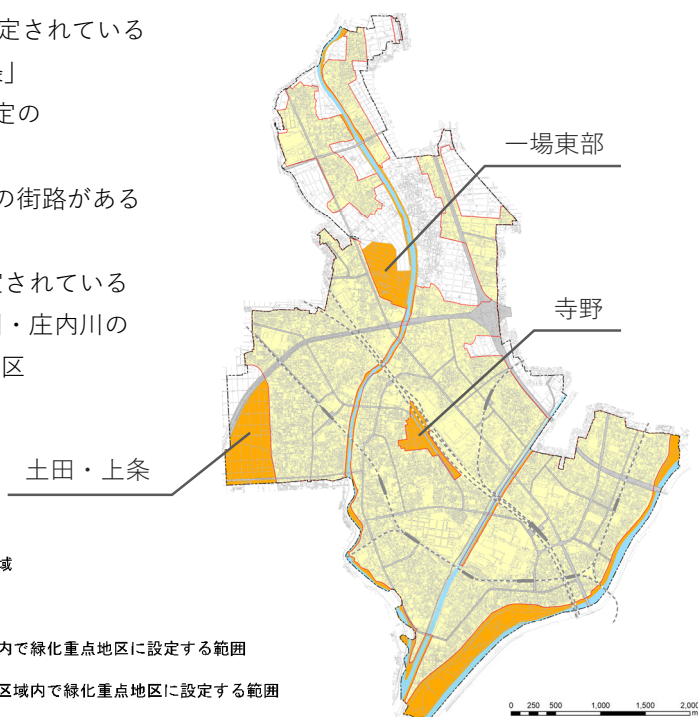 定されている
」
定の
の街路がある
定されている
・庄内川の
区
一場東部
寺野
土田・上条
域
内で緑化重点地区に設定する範囲
区域内で緑化重点地区に設定する範囲
0 250 500 1,000 1,500 2,000
m